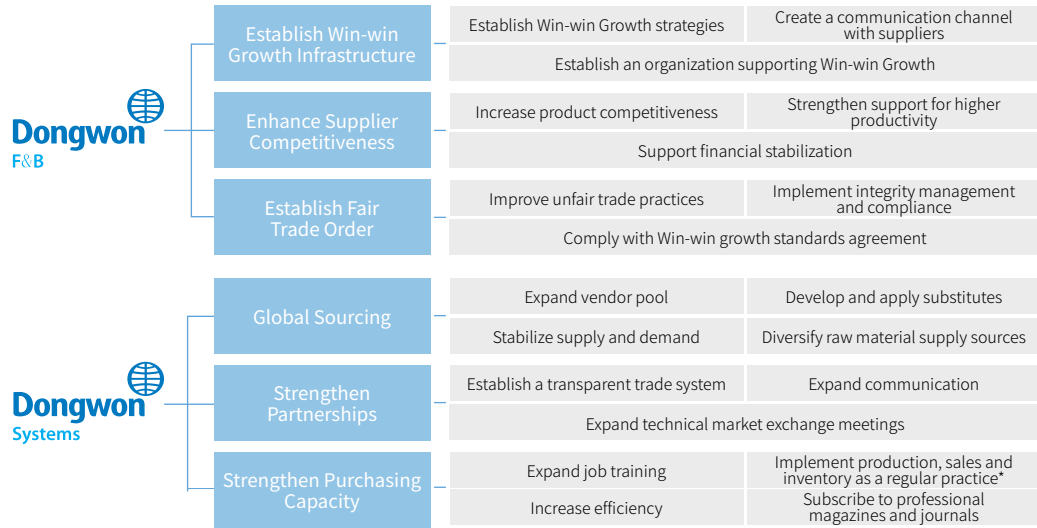 Dongwon
F&B
Establish Win-win
Growth Infrastructure
Establish Win-win Growth strategies
Create a communication channel
with suppliers
Establish an organization supporting Win-win Growth
Enhance Supplier
Competitiveness
Increase product competitiveness
Strengthen support for higher
productivity
Support financial stabilization
Establish Fair
Trade Order
Improve unfair trade practices
Implement integrity management
and compliance
Comply with Win-win growth standards agreement
Dongwon
Systems
Global Sourcing
Expand vendor pool
Develop and apply substitutes
Stabilize supply and demand
Diversify raw material supply sources
Strengthen
Partnerships
Establish a transparent trade system
Expand communication
Expand technical market exchange meetings
Strengthen Purchasing
Capacity
Expand job training
Implement production, sales and
inventory as a regular practice*
Increase efficiency
Subscribe to professional
magazines and journals